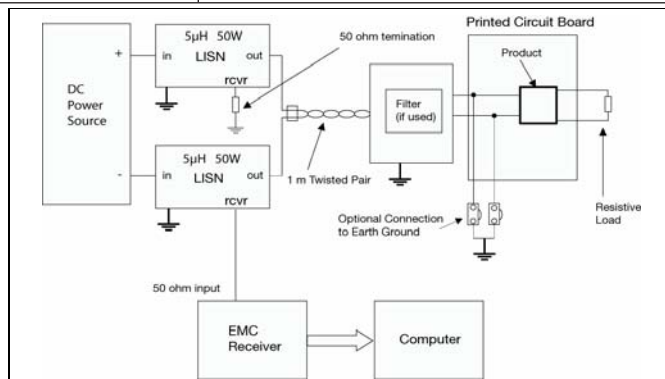 Printed Circuit Board
50 ohm temination
Product
5µH 50W
in
LISN
out
rcvr
+
DC
Power
Source
-
Filter
(if used)
5µH 50W
in
LISN
out
rcvr
1 m Twisted Pair
Optional Connection
to Earth Ground
Resistive
Load
50 ohm input
EMC
Receiver
Computer